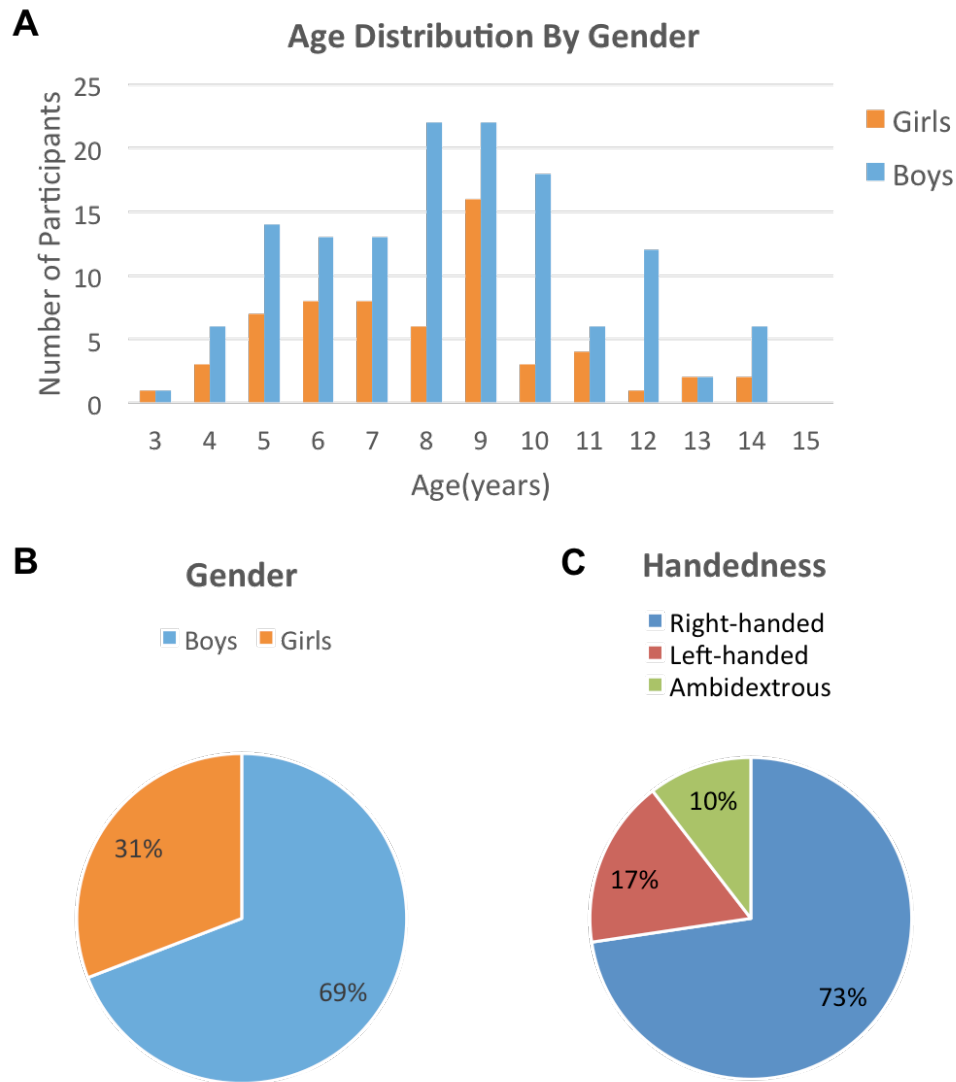 A
Age Distribution By Gender
Number of Participants
25
20
15
10
5
0
3 4 5 6 7 8 9 10 11 12 13 14 15
Age(years)
Girls
Boys
B
Gender
Boys Girls
31%
69%
C
Handedness
Right-handed
Left-handed
Ambidextrous
10%
17%
73%